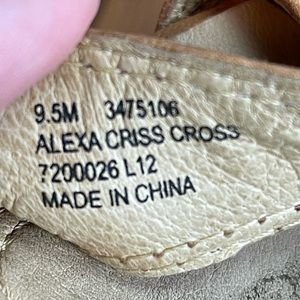 9.5M 3475106
ALEXA CRISS CROSS
7200026 L12
MADE IN CHINA